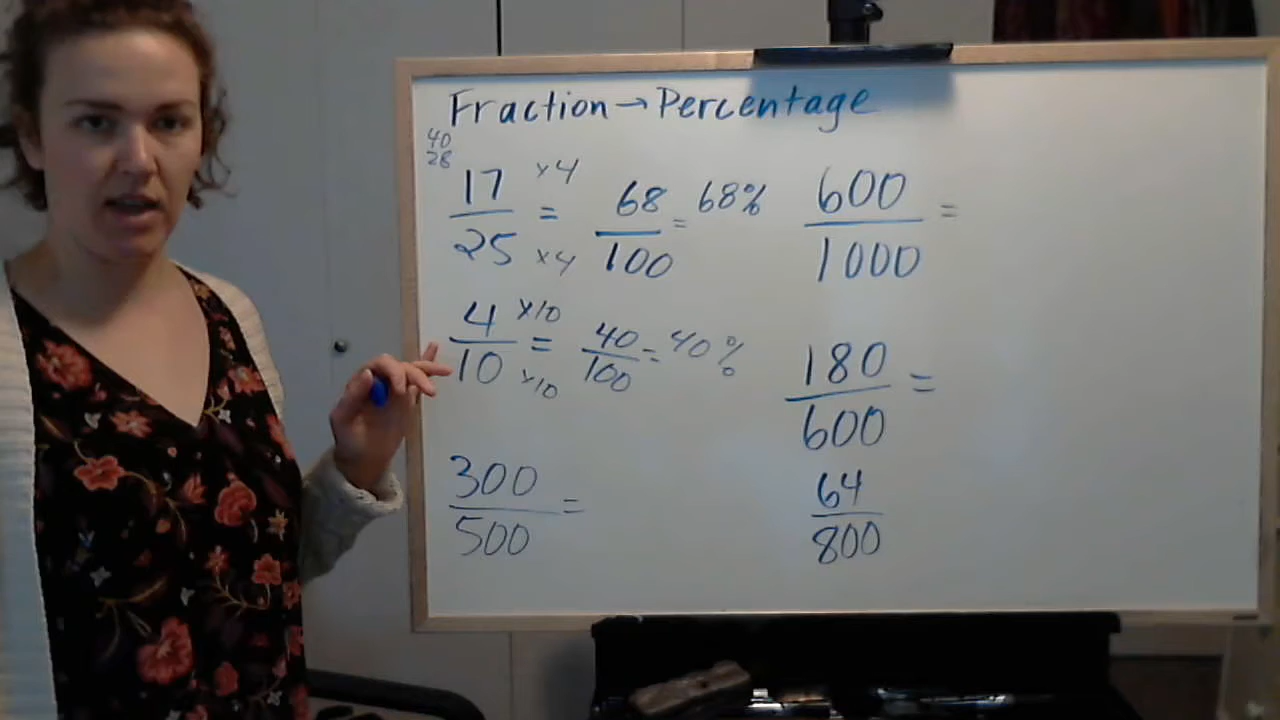 Fraction → Percentage
40
28
17/25 ×4 ×4 = 68/100 = 68%
4/10 ×10 ×10 = 40/100 = 40%
300/500 =
600/1000 =
180/600 =
64/800